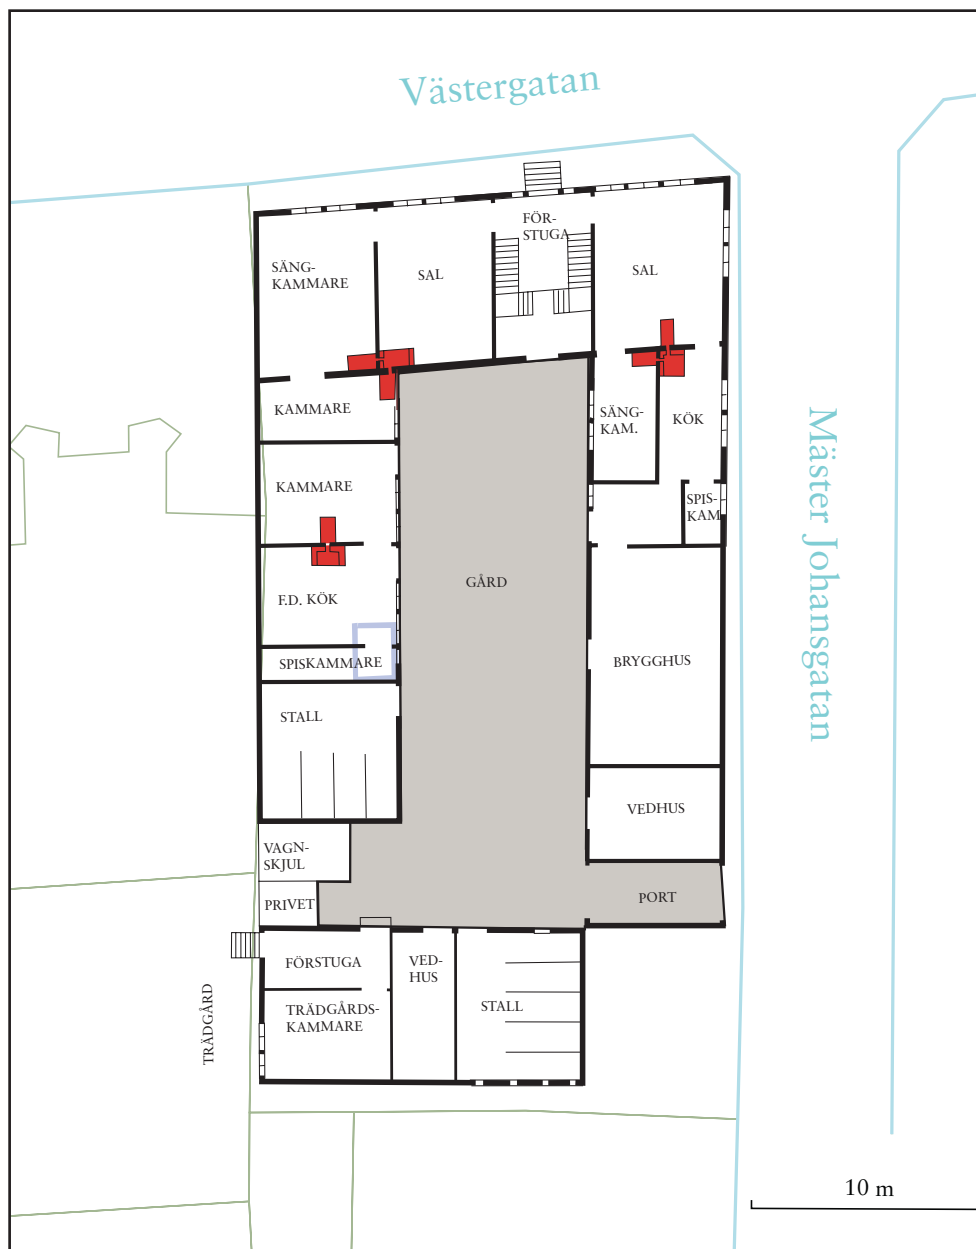 Västergatan
FÖR-
STUGA
SÄNG-
KAMMARE
SAL
SAL
KAMMARE
SÄNG-
KAM.
KÖK
KAMMARE
SPIS-
KAM
Mäster Johansgatan
GÅRD
F.D. KÖK
SPISKAMMARE
BRYGGHUS
STALL
VEDHUS
VAGN-
SKJUL
PRIVET
PORT
FÖRSTUGA
VED-
HUS
TRÄDGÅRD
TRÄDGÅRDS-
KAMMARE
STALL
10 m